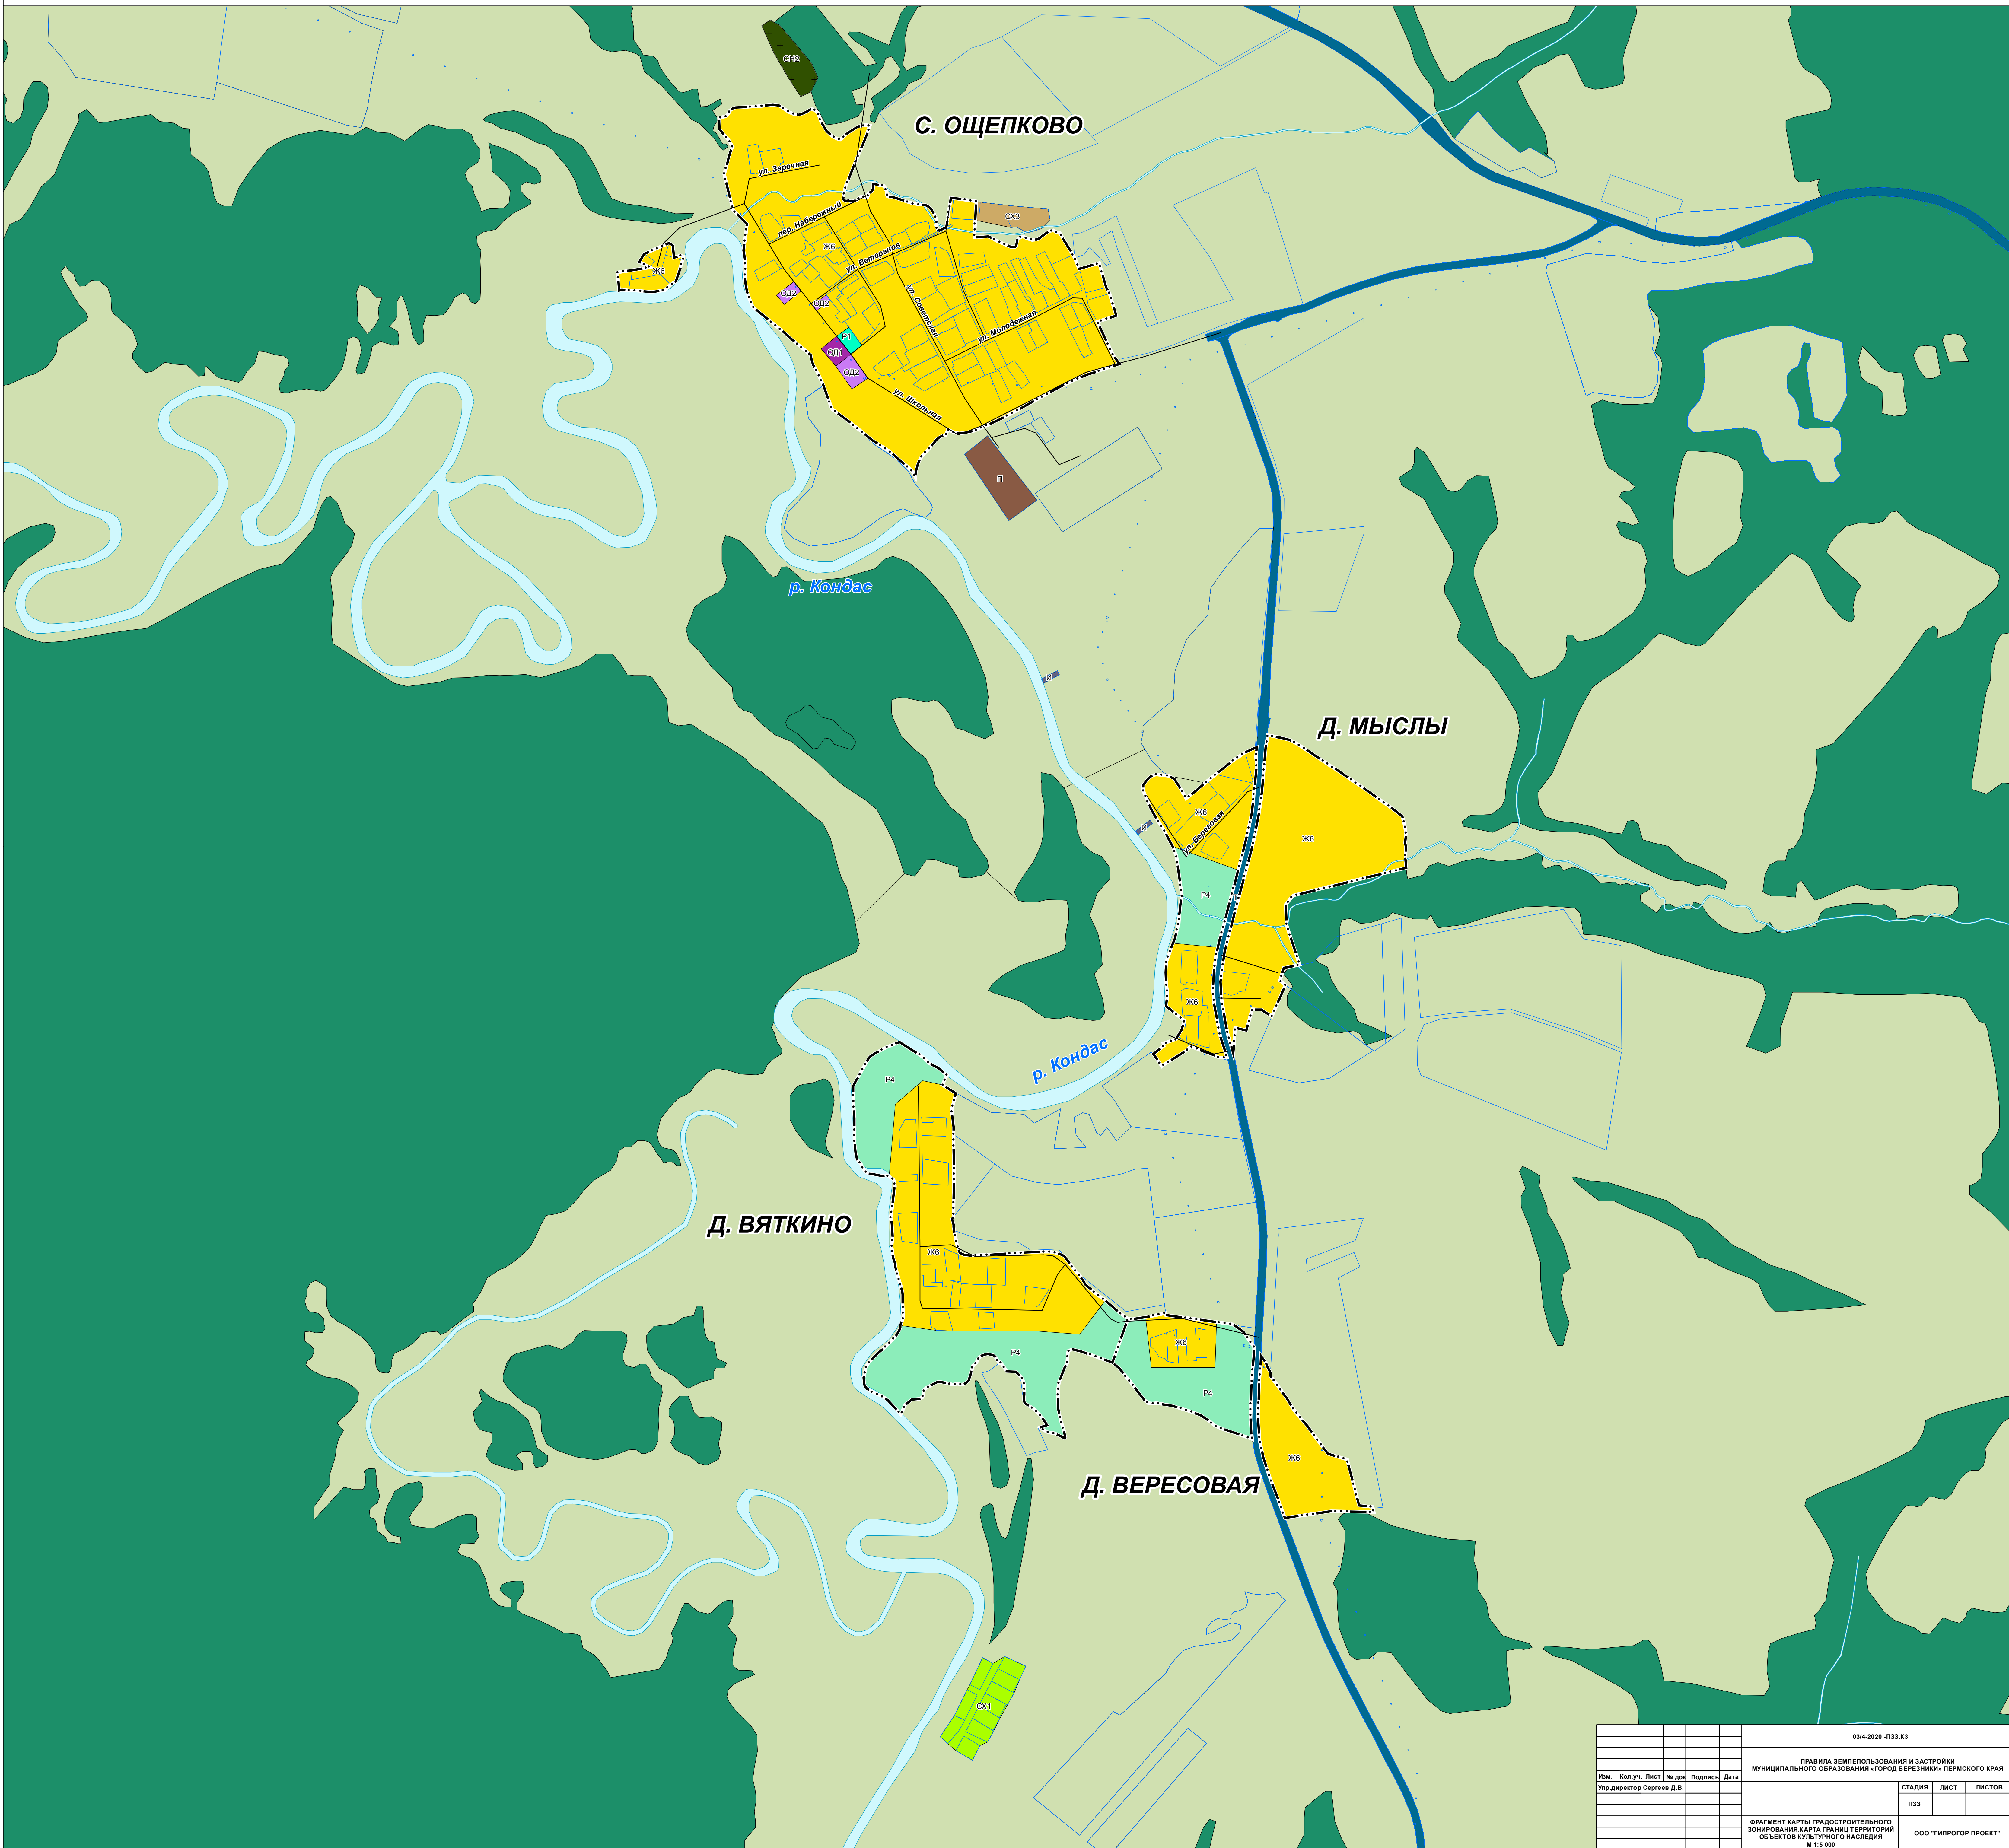 СН2
С. ОЩЕПКОВО
ул. Заречная
пер. Набережный
СХ3
Ж6
ул. Ветеранов
Ж6
ОД2
ОД2
ул. Советская
ул. Молодежная
Р1
ОД1
ОД2
ул. Школьная
П
р. Кондас
Д. МЫСЛЫ
Ж6
ул. Береговая
Ж6
Р4
Ж6
р. Кондас
Р4
Д. ВЯТКИНО
Ж6
Ж6
Р4
Р4
Ж6
Д. ВЕРЕСОВАЯ
СХ1
03/4-2020 -ПЗЗ.КЗ
ПРАВИЛА ЗЕМЛЕПОЛЬЗОВАНИЯ И ЗАСТРОЙКИ
МУНИЦИПАЛЬНОГО ОБРАЗОВАНИЯ «ГОРОД БЕРЕЗНИКИ» ПЕРМСКОГО КРАЯ
Изм. Кол.уч Лист № док Подпись Дата
Упр.директор Сергеев Д.В.
СТАДИЯ ЛИСТ ЛИСТОВ
ПЗЗ
ФРАГМЕНТ КАРТЫ ГРАДОСТРОИТЕЛЬНОГО
ЗОНИРОВАНИЯ.КАРТА ГРАНИЦ ТЕРРИТОРИЙ
ОБЪЕКТОВ КУЛЬТУРНОГО НАСЛЕДИЯ
М 1:5 000
ООО "ГИПРОГОР ПРОЕКТ"